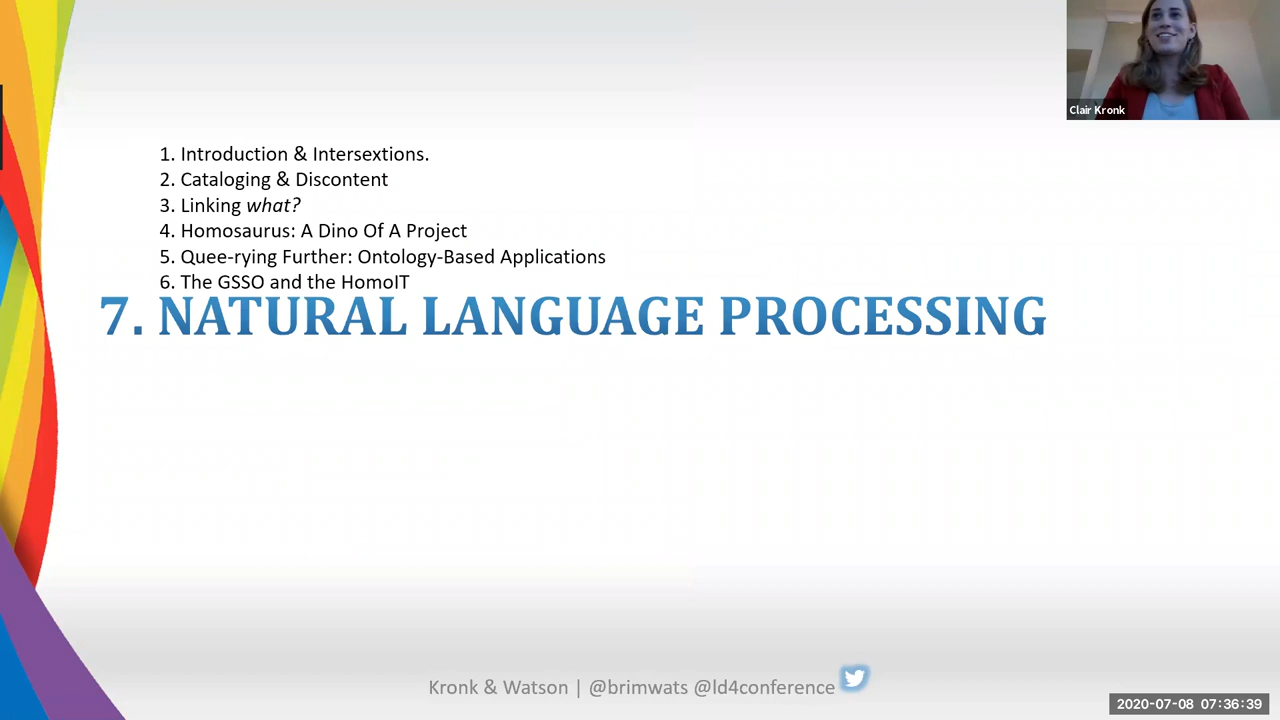 Clair Kronk
1. Introduction & Intersextions.
2. Cataloging & Discontent
3. Linking what?
4. Homosaurus: A Dino Of A Project
5. Quee-rying Further: Ontology-Based Applications
6. The GSSO and the HomoIT
7. NATURAL LANGUAGE PROCESSING
Kronk & Watson | @brimwats @ld4conference
2020-07-08 07:36:39